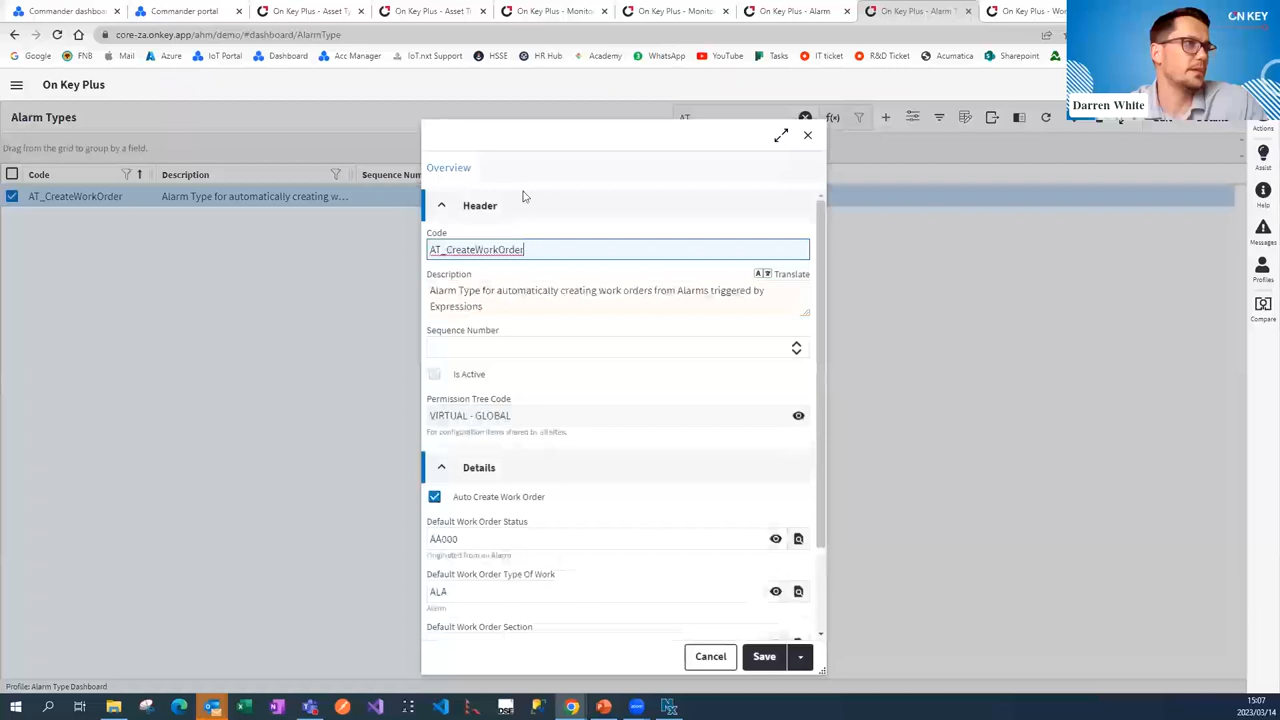 Commander dashbo
Commander portal
On Key Plus - Asset Ty
On Key Plus - Asset Ty
On Key Plus - Monito
On Key Plus - Monito
On Key Plus - Alarm
On Key Plus - Alarm T
On Key Plus - Wo
ON KEY
core-za.onkey.app/ahm/demo/#dashboard/AlarmType
Google
FNB
Mail
Azure
IoT Portal
Dashboard
Acc Manager
IoT.nxt Support
HSSE
HR Hub
Academy
WhatsApp
YouTube
Tasks
IT ticket
R&D Ticket
Acumatica
Sharepoint
On Key Plus
Darren White
Alarm Types
AT
f(x)
Actions
Drag from the grid to group by a field.
Code
Description
Sequence Num
AT_CreateWorkOrder
Alarm Type for automatically creating w...
Assist
Help
Messages
Profiles
Compare
Overview
Header
Code
AT_CreateWorkOrder
Description
Translate
Alarm Type for automatically creating work orders from Alarms triggered by
Expressions
Sequence Number
Is Active
Permission Tree Code
VIRTUAL - GLOBAL
For configuration items shared by all sites.
Details
Auto Create Work Order
Default Work Order Status
AA000
Originated from an Alarm
Default Work Order Type Of Work
ALA
Alarm
Default Work Order Section
Cancel
Save
Profile: Alarm Type Dashboard
DSE
15:07
2023/03/14